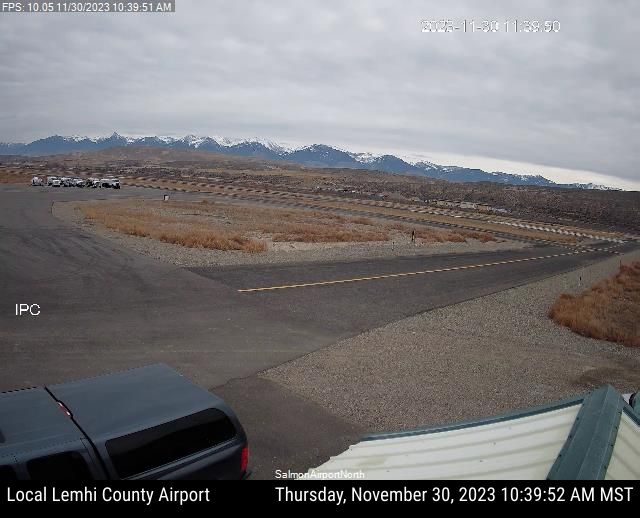 FPS: 10.05 11/30/2023 10:39:51 AM
2023-11-30 11:39:50
IPC
SalmonAirportNorth
Local Lemhi County Airport Thursday, November 30, 2023 10:39:52 AM MST